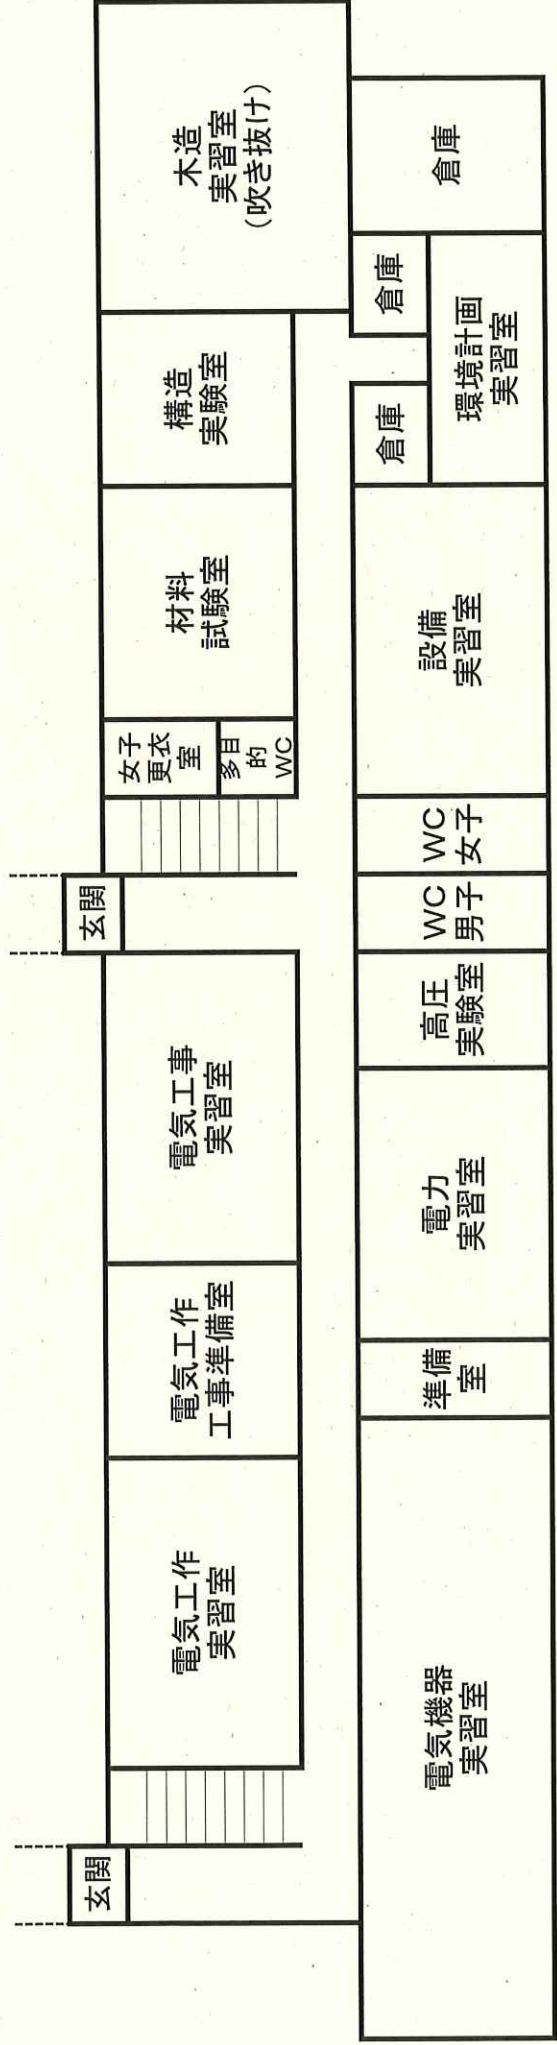 玄関
電気工作
実習室
電気工作
工事準備室
電気工事
実習室
玄関
女子
更衣
室
多目
的
WC
材料
試験室
構造
実験室
木造
実習室
(吹き抜け)
電気機器
実習室
準備
室
電力
実習室
高圧
実験室
WC
男子
WC
女子
設備
実習室
倉庫
倉庫
環境計画
実習室
倉庫